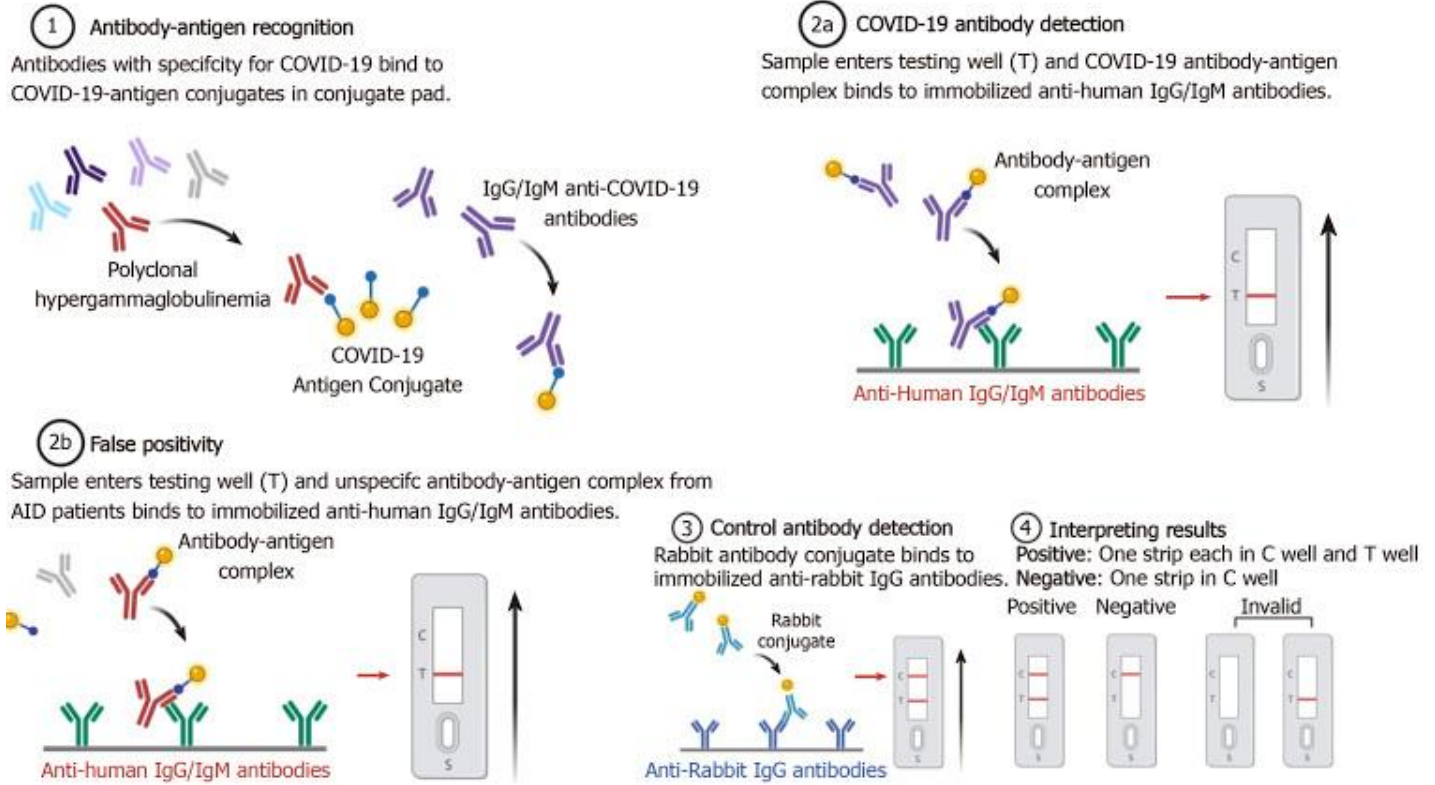 1 Antibody-antigen recognition
Antibodies with specifcity for COVID-19 bind to
COVID-19-antigen conjugates in conjugate pad.
Polyclonal
hypergammaglobulinemia
IgG/IgM anti-COVID-19
antibodies
COVID-19
Antigen Conjugate
2a COVID-19 antibody detection
Sample enters testing well (T) and COVID-19 antibody-antigen
complex binds to immobilized anti-human IgG/IgM antibodies.
Antibody-antigen
complex
Anti-Human IgG/IgM antibodies
C
T
S
2b False positivity
Sample enters testing well (T) and unspecifc antibody-antigen complex from
AID patients binds to immobilized anti-human IgG/IgM antibodies.
Antibody-antigen
complex
Anti-human IgG/IgM antibodies
C
T
S
3 Control antibody detection
Rabbit antibody conjugate binds to
immobilized anti-rabbit IgG antibodies.
Rabbit
conjugate
Anti-Rabbit IgG antibodies
C
T
S
4 Interpreting results
Positive: One strip each in C well and T well
Negative: One strip in C well
Positive Negative Invalid
C C C C
T T T T
S S S S